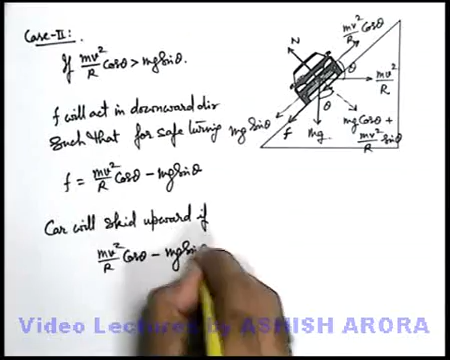 Case-II:.
If mv²/R Cosθ > mg Sinθ.
f will act in downward dir
Such that for safe turning
f = mv²/R Cosθ − mg Sinθ
Car will skid upward if
mv²/R Cosθ − mg Sinθ
N
mv²/R Cosθ
θ
mv²/R
mg Sinθ
f
θ
mg
mg Cosθ +
mv²/R Sinθ
Video Lectures by ASHISH ARORA